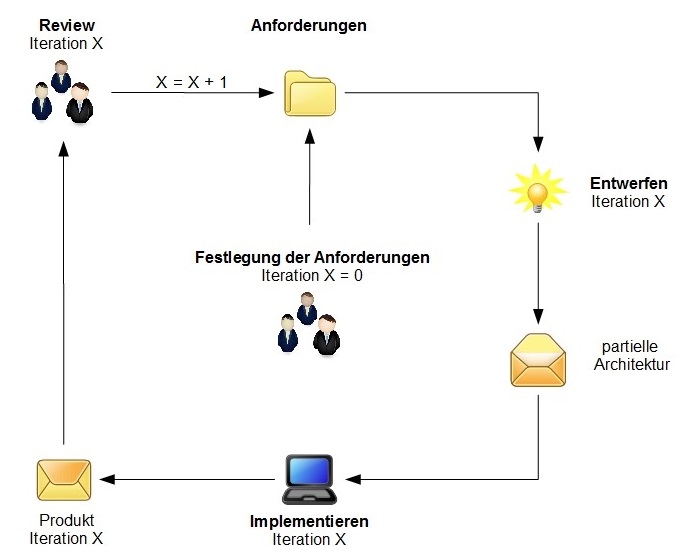 Review
Iteration X
X = X + 1
Anforderungen
Entwerfen
Iteration X
Festlegung der Anforderungen
Iteration X = 0
partielle
Architektur
Produkt
Iteration X
Implementieren
Iteration X